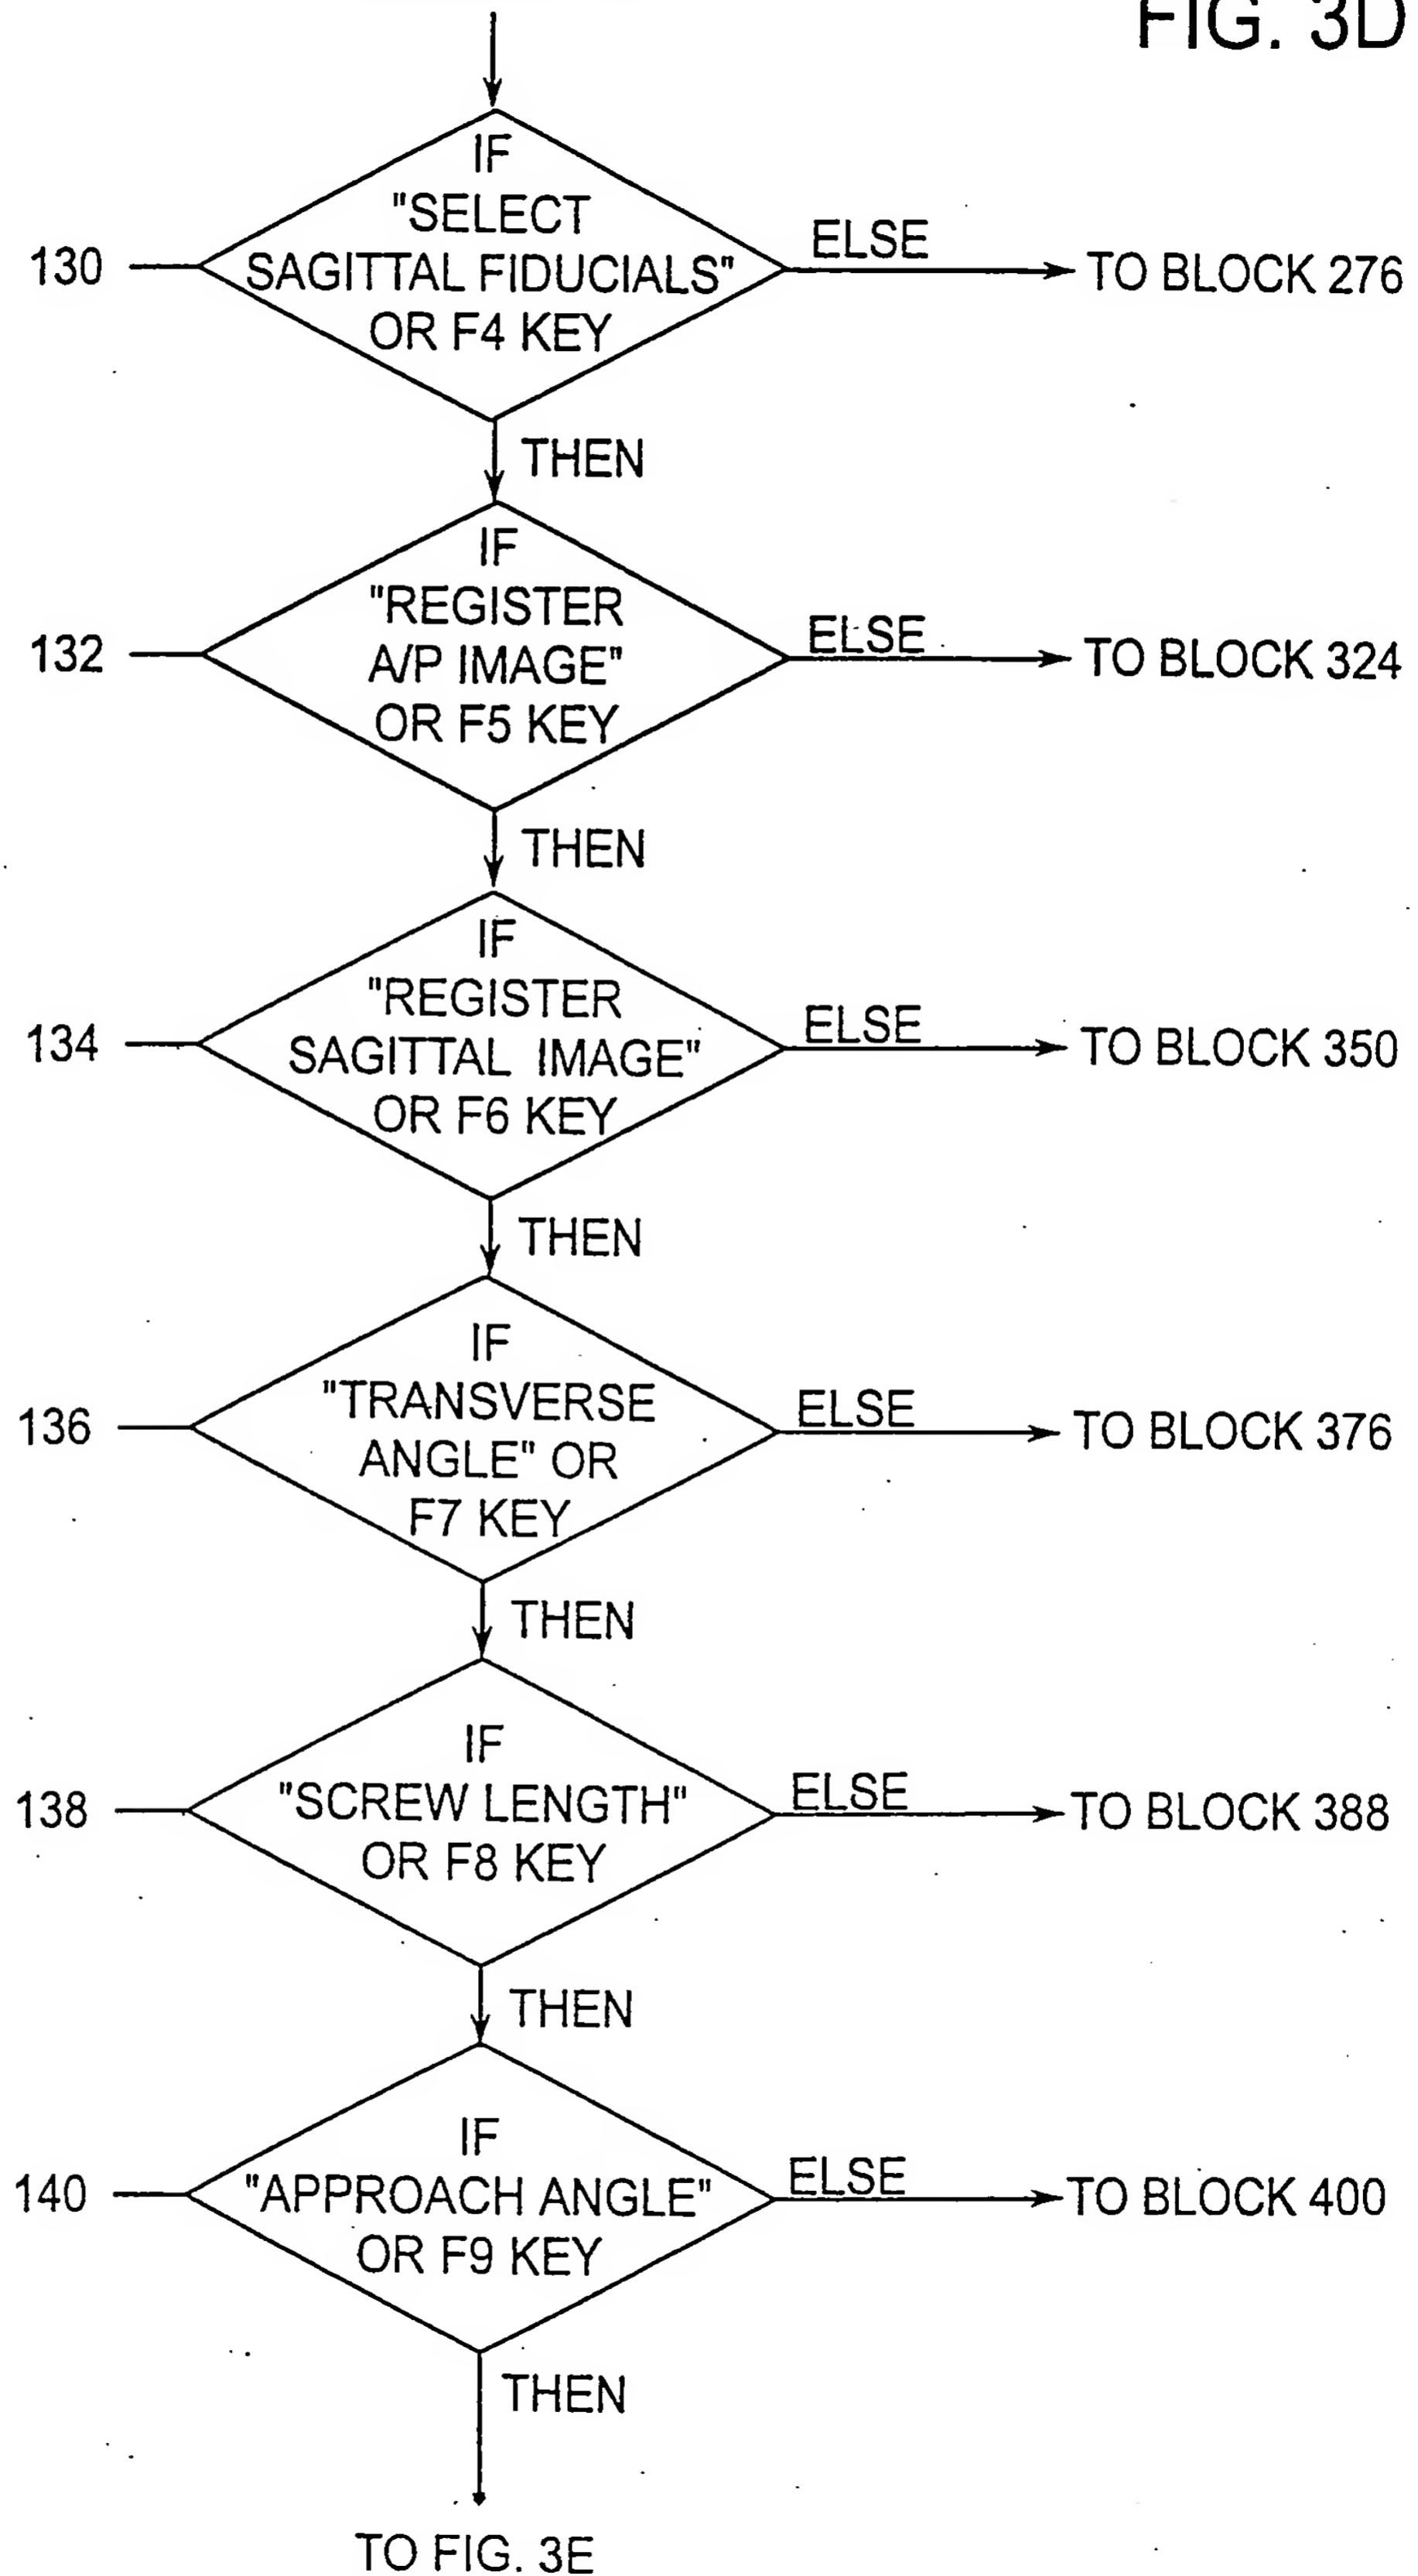 FIG. 3D
IF
"SELECT
SAGITTAL FIDUCIALS"
OR F4 KEY
130
ELSE
TO BLOCK 276
THEN
IF
"REGISTER
A/P IMAGE"
OR F5 KEY
132
ELSE
TO BLOCK 324
THEN
IF
"REGISTER
SAGITTAL IMAGE"
OR F6 KEY
134
ELSE
TO BLOCK 350
THEN
IF
"TRANSVERSE
ANGLE" OR
F7 KEY
136
ELSE
TO BLOCK 376
THEN
IF
"SCREW LENGTH"
OR F8 KEY
138
ELSE
TO BLOCK 388
THEN
IF
"APPROACH ANGLE"
OR F9 KEY
140
ELSE
TO BLOCK 400
THEN
TO FIG. 3E